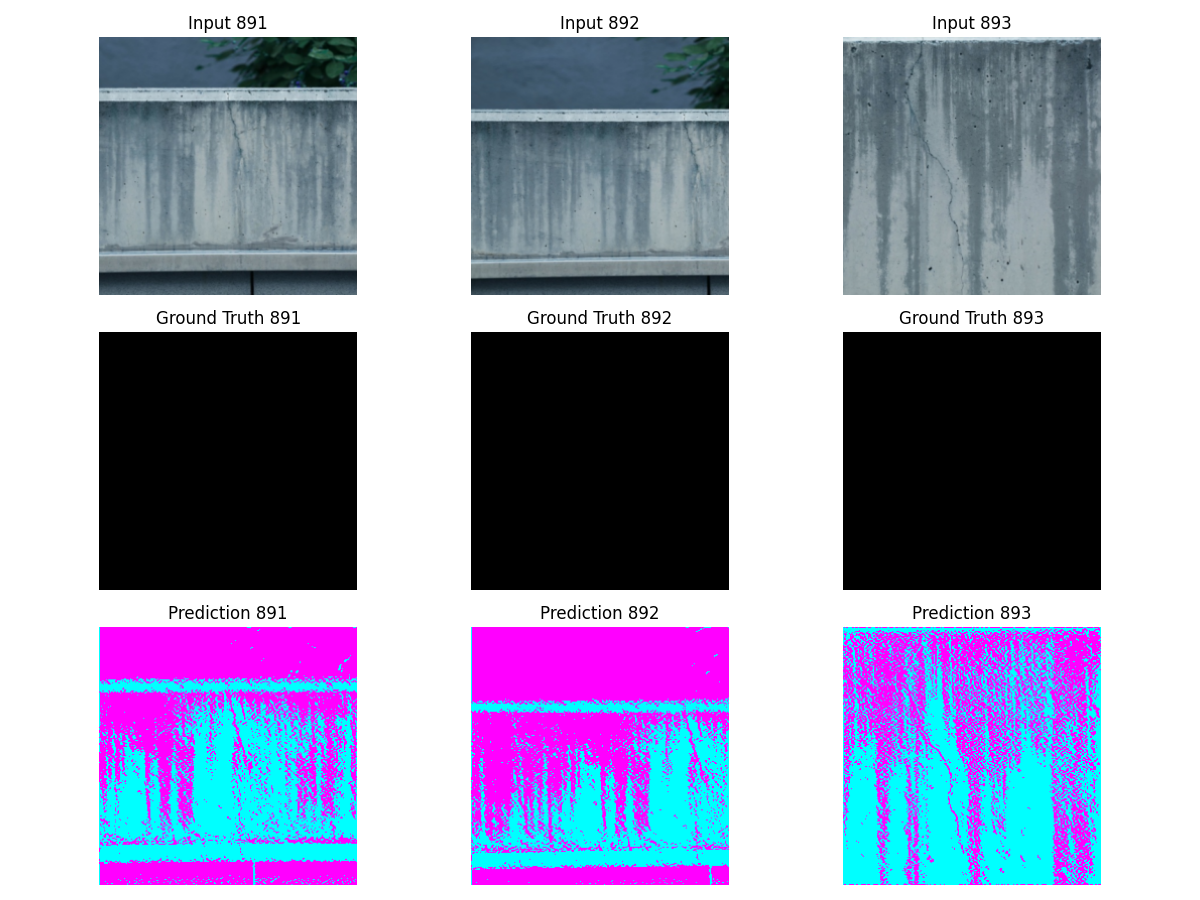 Input 891
Input 892
Input 893
Ground Truth 891
Ground Truth 892
Ground Truth 893
Prediction 891
Prediction 892
Prediction 893